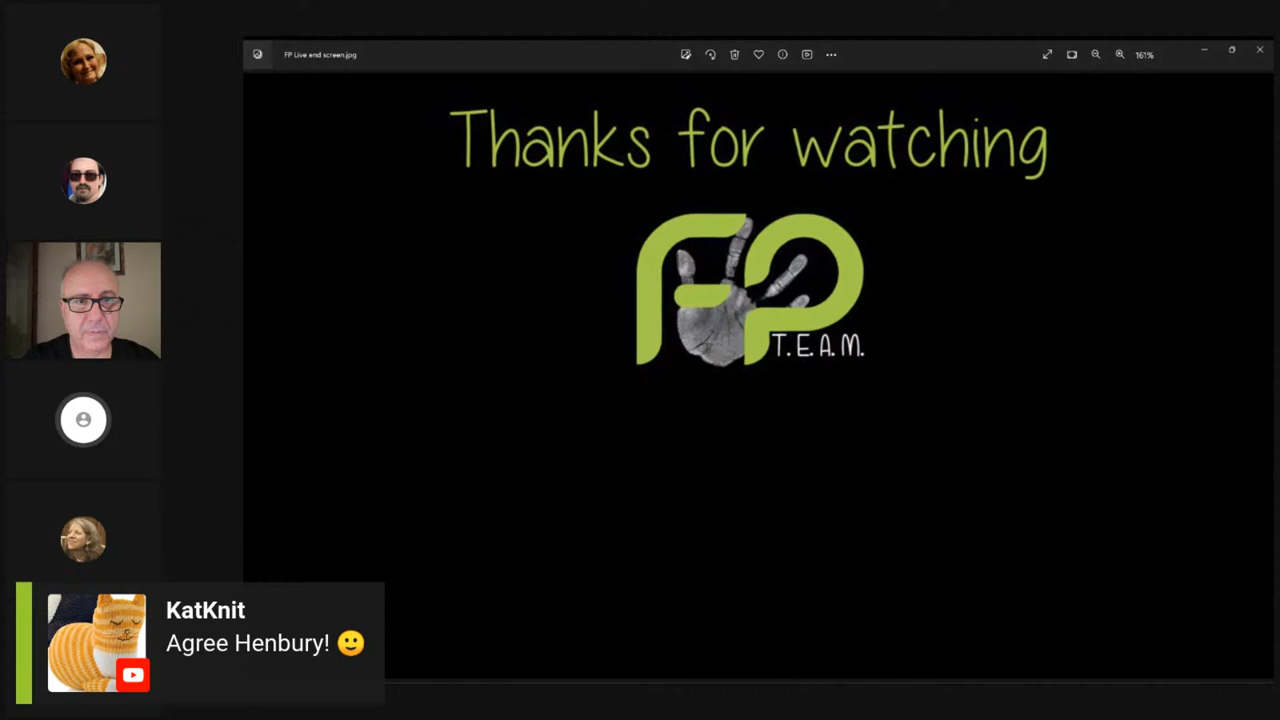 FP Live end screen.jpg
161%
Thanks for watching
FP
T.E.A.M.
KatKnit
Agree Henbury! 🙂